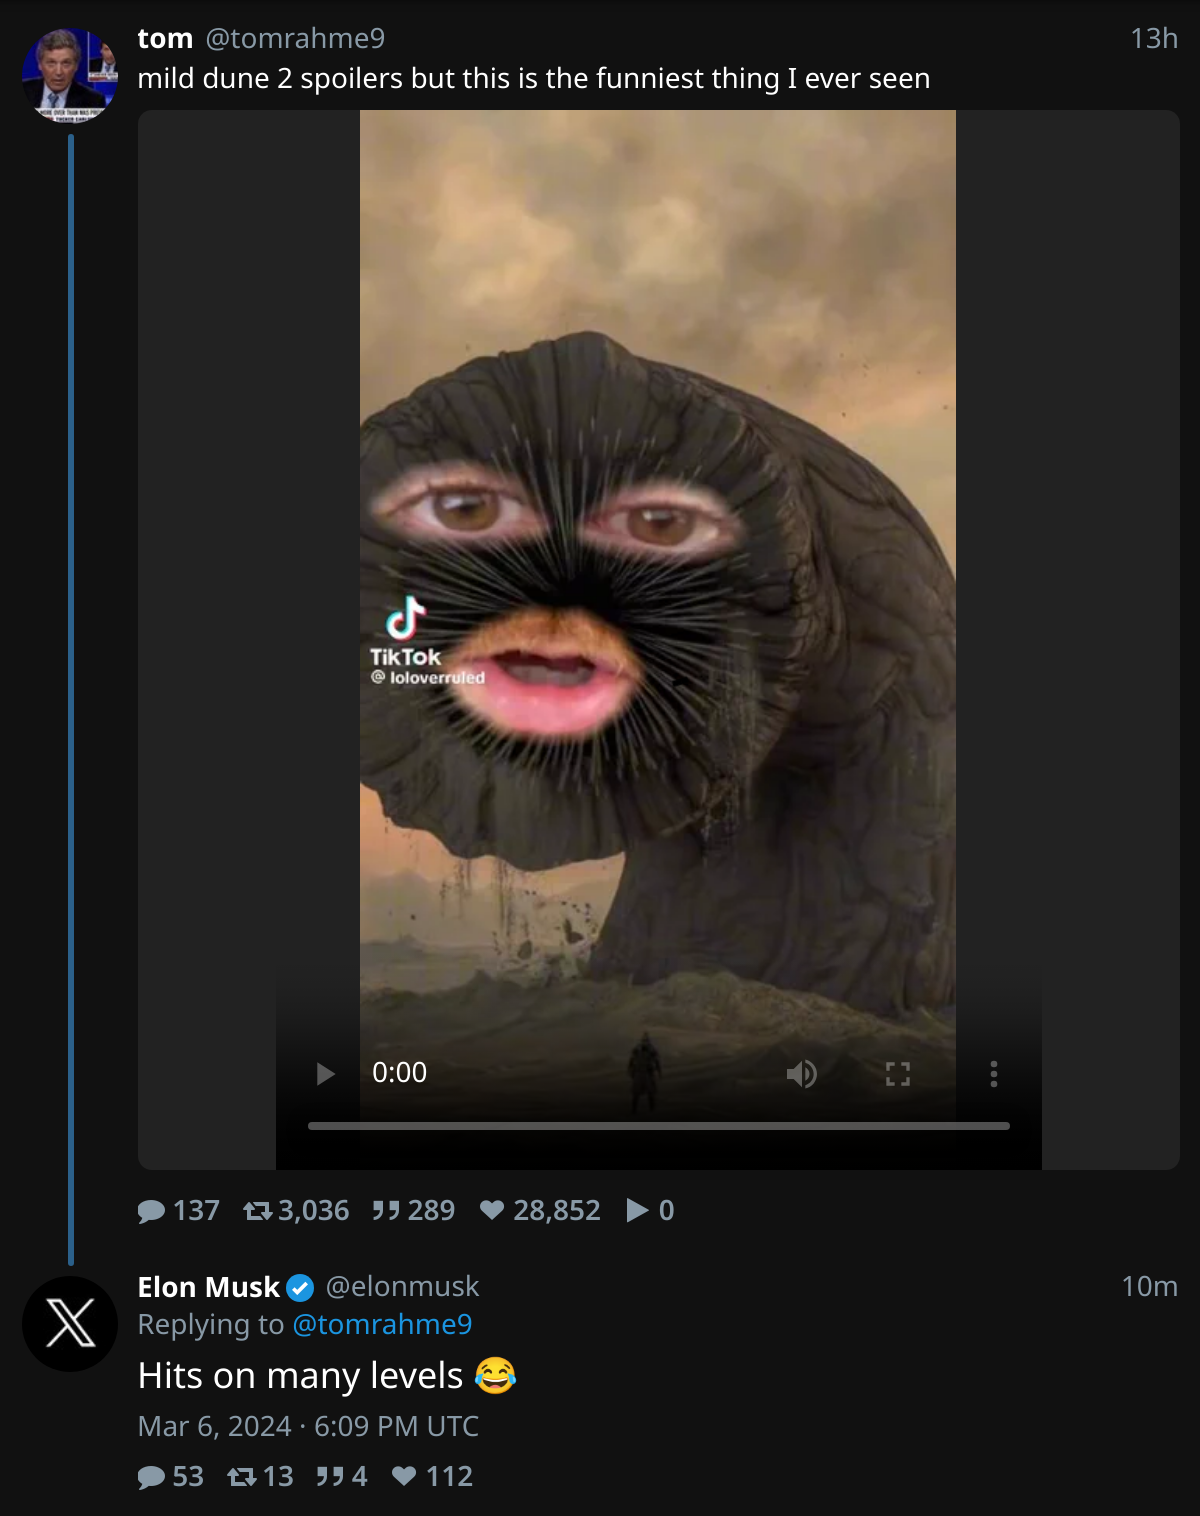 tom @tomrahme9 13h
mild dune 2 spoilers but this is the funniest thing I ever seen
TikTok
@ loloverruled
0:00
137 3,036 289 28,852 0
Elon Musk @elonmusk 10m
Replying to @tomrahme9
Hits on many levels 😂
Mar 6, 2024 · 6:09 PM UTC
53 13 4 112